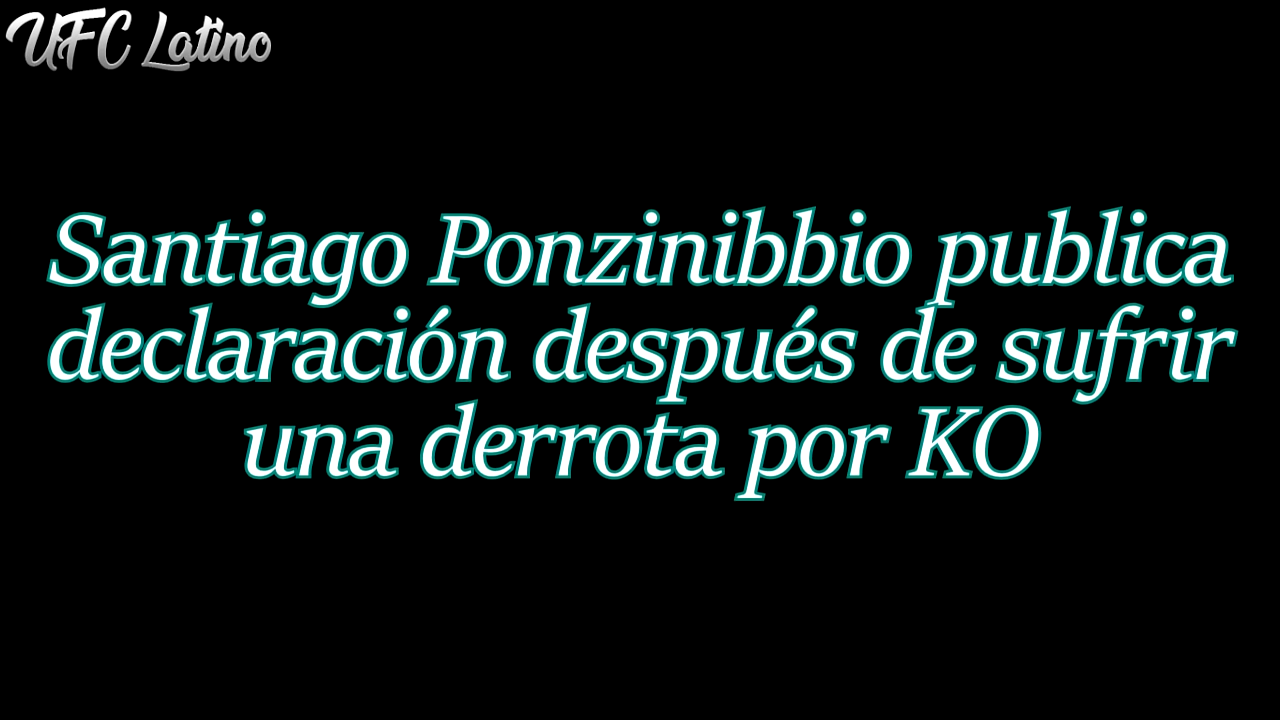 UFC Latino
Santiago Ponzinibbio publica
declaración después de sufrir
una derrota por KO